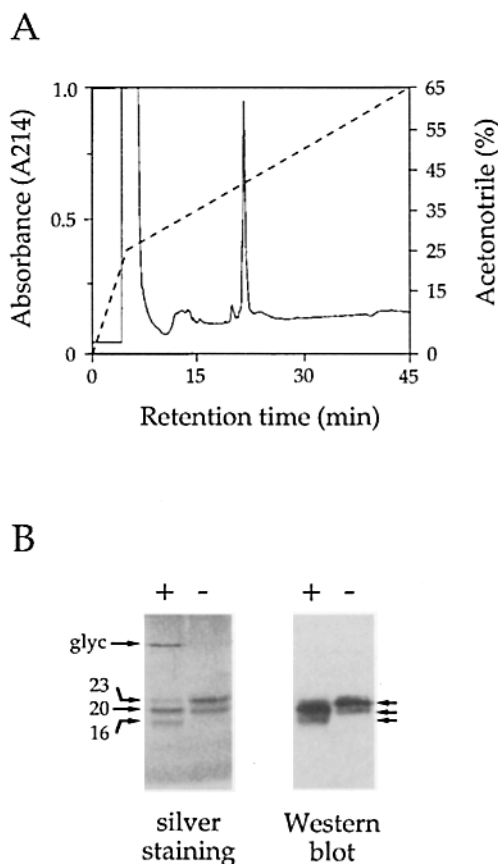 A
1.0
0.5
0
Absorbance (A214)
65
55
45
35
25
15
0
Acetonotrile (%)
0
15
30
45
Retention time (min)
B
+ -
+ -
glyc
23
20
16
silver
staining
Western
blot